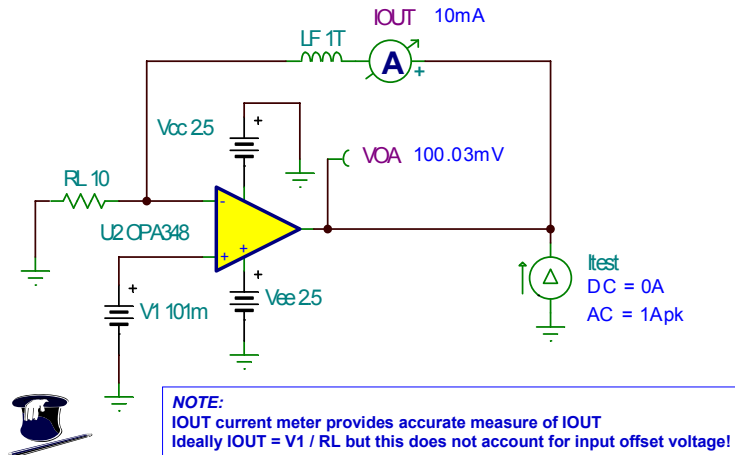 IOUT 10mA
LF 1T
A
+
Vcc 2.5
+
VOA 100.03mV
RL 10
-
U2 OPA348
+
+
Itest
DC = 0A
AC = 1Apk
+
V1 101m
+
Vee 2.5
NOTE:
IOUT current meter provides accurate measure of IOUT
Ideally IOUT = V1 / RL but this does not account for input offset voltage!